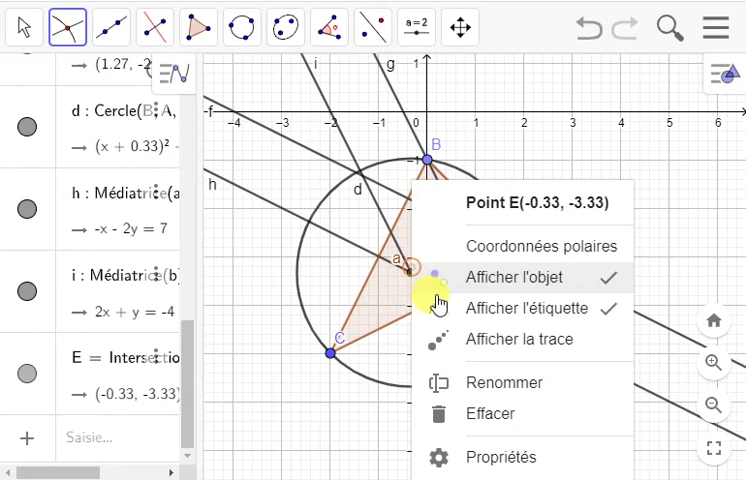 a=2
(1.27, -2
d : Cercle(B, A,
→ (x + 0.33)² -
h : Médiatrice(a
→ -x - 2y = 7
i : Médiatrice(b
→ 2x + y = -4
E = Intersectio
→ (-0.33, -3.33)
+ Saisie...
i
g
1
f
-4
-3
-2
-1
0
1
2
3
4
5
6
B
-1
h
d
a
C
Point E(-0.33, -3.33)
Coordonnées polaires
Afficher l'objet
Afficher l'étiquette
Afficher la trace
Renommer
Effacer
Propriétés